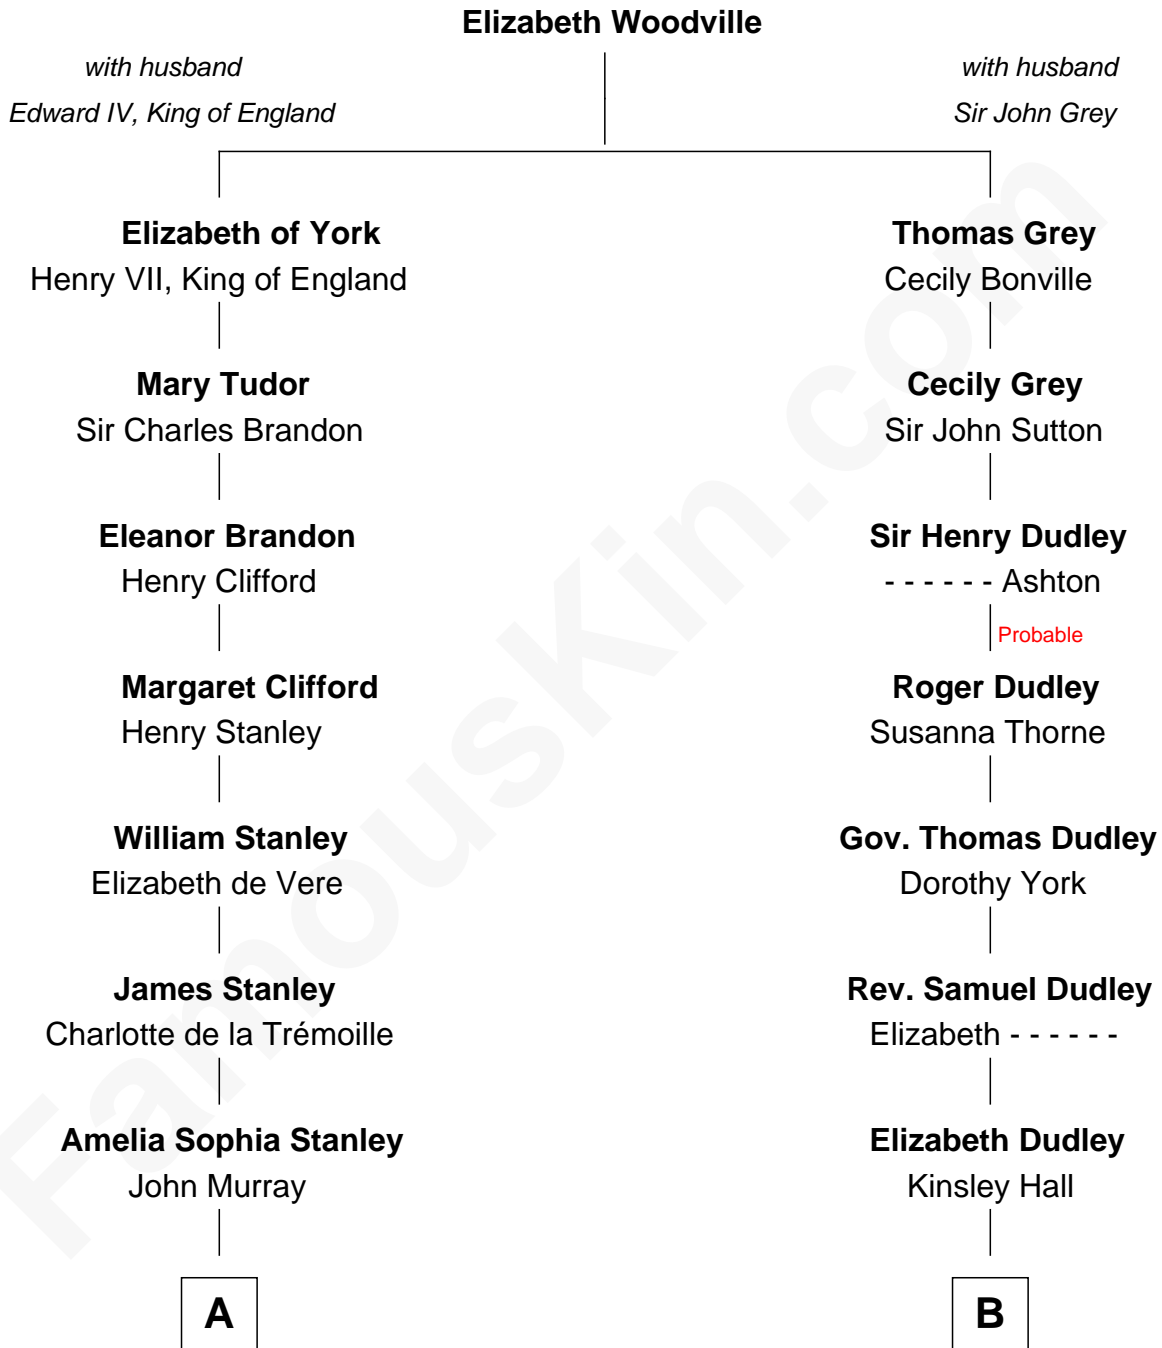 Elizabeth Woodville
with husband
Edward IV, King of England
with husband
Sir John Grey
Elizabeth of York
Henry VII, King of England
Thomas Grey
Cecily Bonville
Mary Tudor
Sir Charles Brandon
Cecily Grey
Sir John Sutton
Eleanor Brandon
Henry Clifford
Sir Henry Dudley
- - - - - - Ashton
Probable
Margaret Clifford
Henry Stanley
Roger Dudley
Susanna Thorne
William Stanley
Elizabeth de Vere
Gov. Thomas Dudley
Dorothy York
James Stanley
Charlotte de la Trémoille
Rev. Samuel Dudley
Elizabeth - - - - - -
Amelia Sophia Stanley
John Murray
Elizabeth Dudley
Kinsley Hall
A
B
FamousKin.com